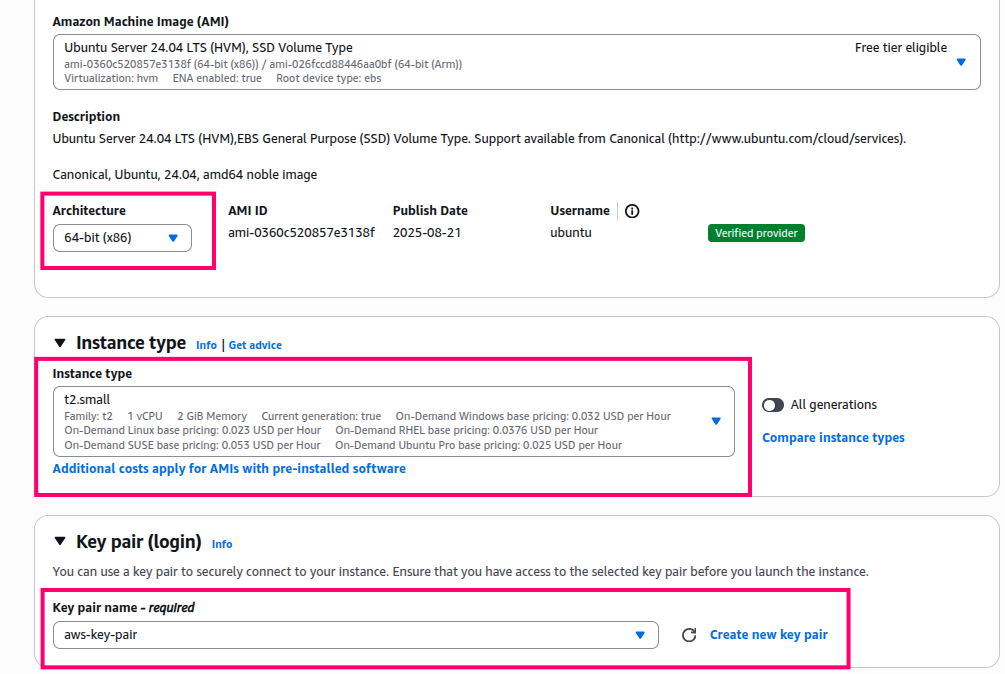 Amazon Machine Image (AMI)
Ubuntu Server 24.04 LTS (HVM), SSD Volume Type Free tier eligible
ami-0360c520857e3138f (64-bit (x86)) / ami-026fccd88446aa0bf (64-bit (Arm))
Virtualization: hvm ENA enabled: true Root device type: ebs
Description
Ubuntu Server 24.04 LTS (HVM),EBS General Purpose (SSD) Volume Type. Support available from Canonical (http://www.ubuntu.com/cloud/services).
Canonical, Ubuntu, 24.04, amd64 noble image
Architecture AMI ID Publish Date Username
64-bit (x86) ami-0360c520857e3138f 2025-08-21 ubuntu Verified provider
Instance type Info | Get advice
Instance type
t2.small
Family: t2 1 vCPU 2 GiB Memory Current generation: true On-Demand Windows base pricing: 0.032 USD per Hour
On-Demand Linux base pricing: 0.023 USD per Hour On-Demand RHEL base pricing: 0.0376 USD per Hour
On-Demand SUSE base pricing: 0.053 USD per Hour On-Demand Ubuntu Pro base pricing: 0.025 USD per Hour
All generations
Compare instance types
Additional costs apply for AMIs with pre-installed software
Key pair (login) Info
You can use a key pair to securely connect to your instance. Ensure that you have access to the selected key pair before you launch the instance.
Key pair name - required
aws-key-pair Create new key pair